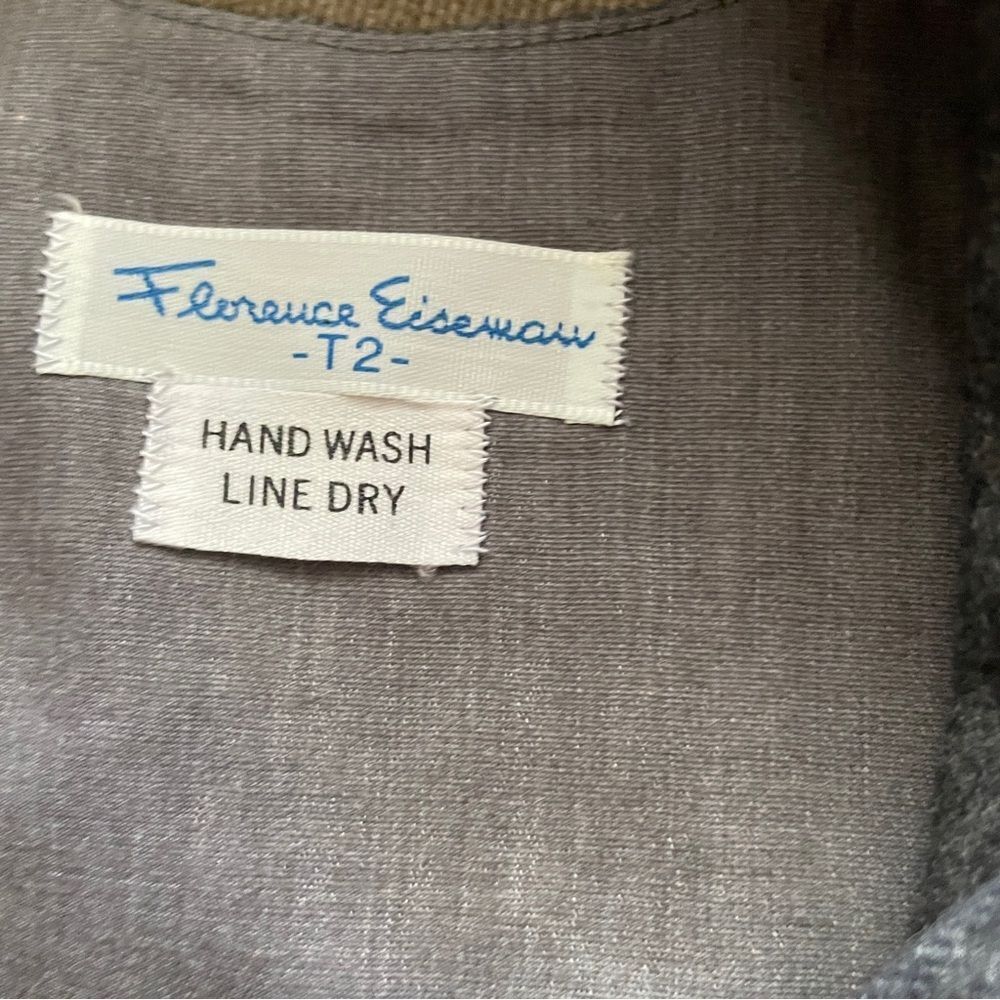 Florence Eiseman
-T2-
HAND WASH
LINE DRY